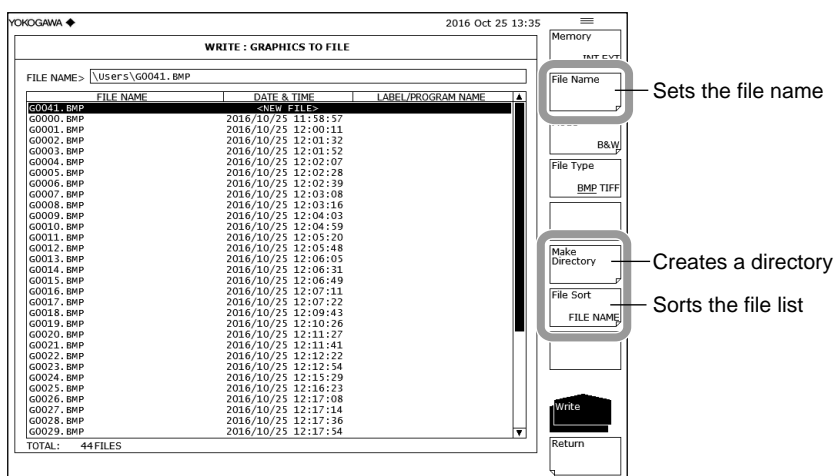 YOKOGAWA ◆ 2016 Oct 25 13:35
WRITE : GRAPHICS TO FILE
FILE NAME> \Users\G0041.BMP
FILE NAME DATE & TIME LABEL/PROGRAM NAME ▲
G0041.BMP <NEW FILE>
G0000.BMP 2016/10/25 11:58:57
G0001.BMP 2016/10/25 12:00:11
G0002.BMP 2016/10/25 12:01:32
G0003.BMP 2016/10/25 12:01:52
G0004.BMP 2016/10/25 12:02:07
G0005.BMP 2016/10/25 12:02:28
G0006.BMP 2016/10/25 12:02:39
G0007.BMP 2016/10/25 12:03:08
G0008.BMP 2016/10/25 12:03:16
G0009.BMP 2016/10/25 12:04:03
G0010.BMP 2016/10/25 12:04:59
G0011.BMP 2016/10/25 12:05:20
G0012.BMP 2016/10/25 12:05:48
G0013.BMP 2016/10/25 12:06:05
G0014.BMP 2016/10/25 12:06:31
G0015.BMP 2016/10/25 12:06:49
G0016.BMP 2016/10/25 12:07:11
G0017.BMP 2016/10/25 12:07:22
G0018.BMP 2016/10/25 12:09:43
G0019.BMP 2016/10/25 12:10:26
G0020.BMP 2016/10/25 12:11:27
G0021.BMP 2016/10/25 12:11:41
G0022.BMP 2016/10/25 12:12:22
G0023.BMP 2016/10/25 12:12:54
G0024.BMP 2016/10/25 12:15:29
G0025.BMP 2016/10/25 12:16:23
G0026.BMP 2016/10/25 12:17:08
G0027.BMP 2016/10/25 12:17:14
G0028.BMP 2016/10/25 12:17:36
G0029.BMP 2016/10/25 12:17:54 ▼
TOTAL: 44FILES
Memory
INT EXT
File Name
B&W
File Type
BMP TIFF
Make
Directory
File Sort
FILE NAME
Write
Return
Sets the file name
Creates a directory
Sorts the file list